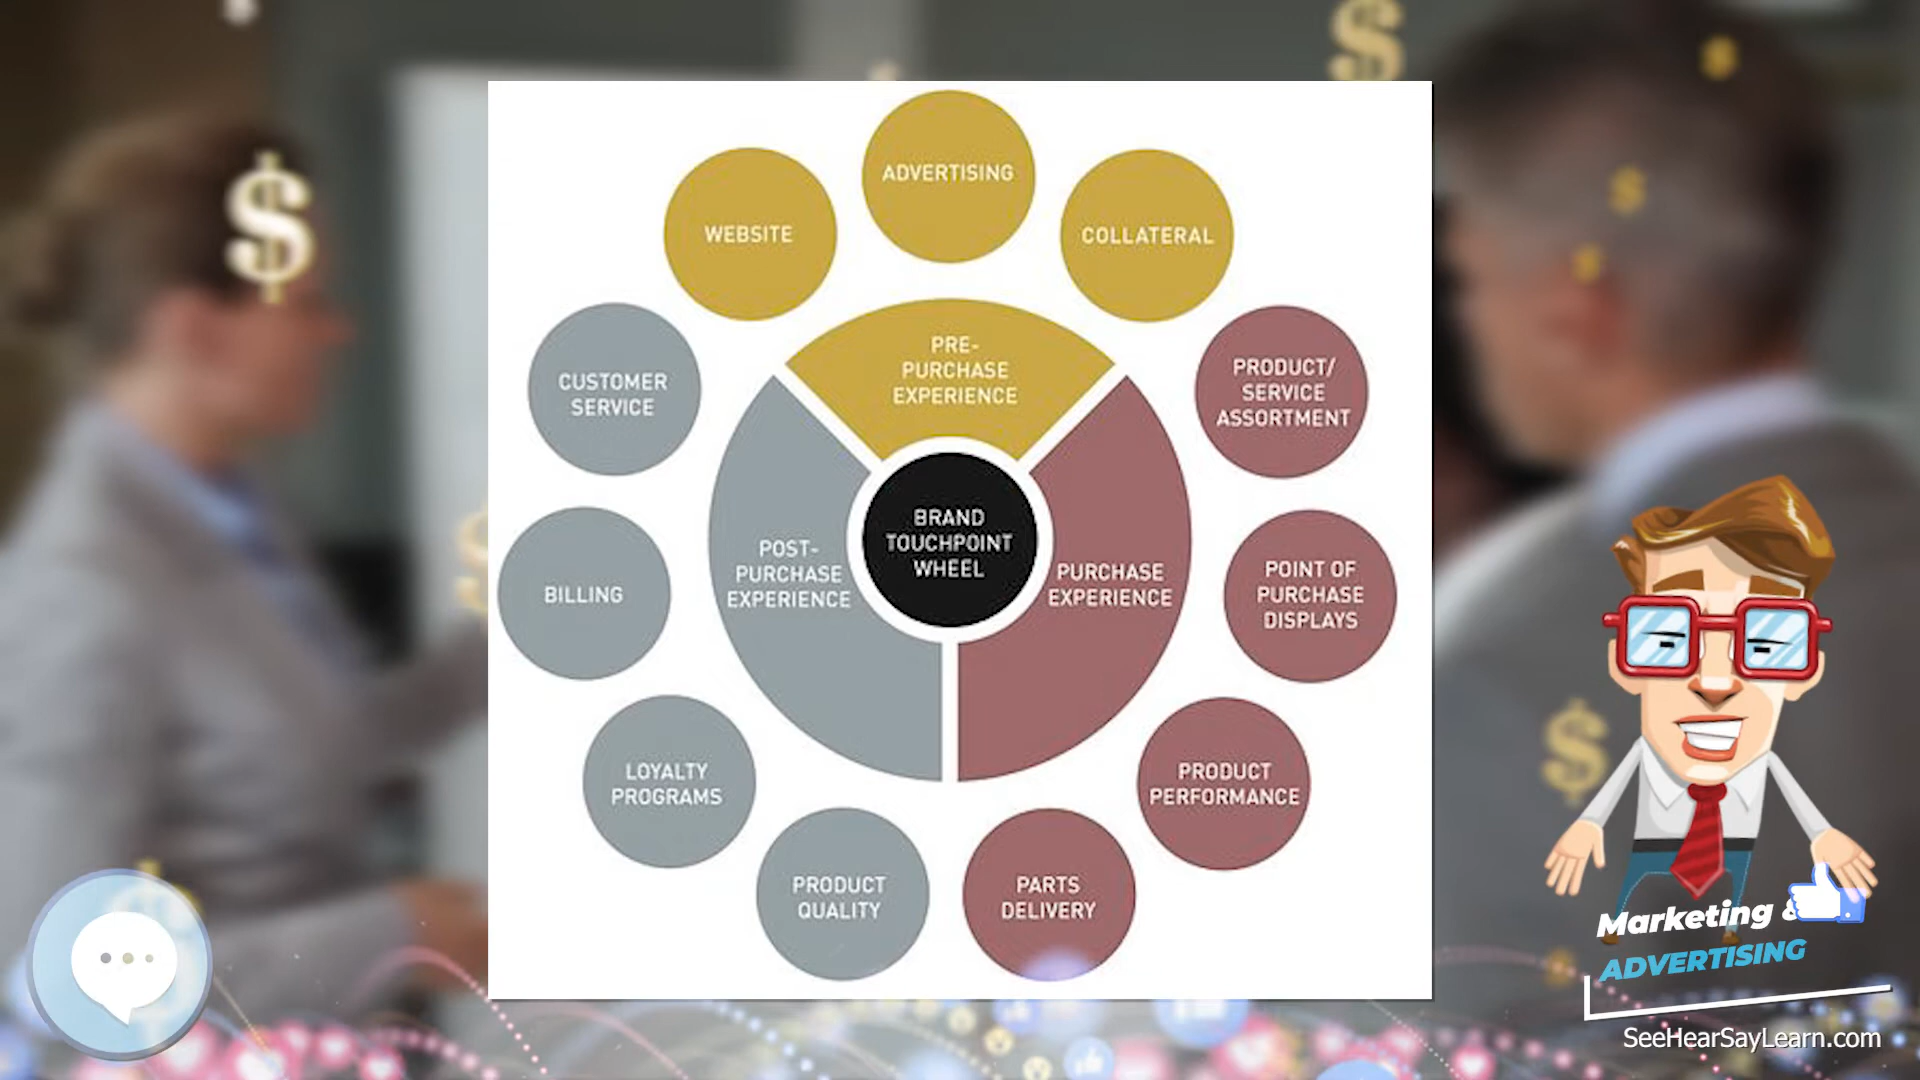 ADVERTISING
WEBSITE
COLLATERAL
PRE-
PURCHASE
EXPERIENCE
CUSTOMER
SERVICE
PRODUCT/
SERVICE
ASSORTMENT
BRAND
TOUCHPOINT
WHEEL
POST-
PURCHASE
EXPERIENCE
PURCHASE
EXPERIENCE
BILLING
POINT OF
PURCHASE
DISPLAYS
LOYALTY
PROGRAMS
PRODUCT
PERFORMANCE
PRODUCT
QUALITY
PARTS
DELIVERY
Marketing &
ADVERTISING
SeeHearSayLearn.com